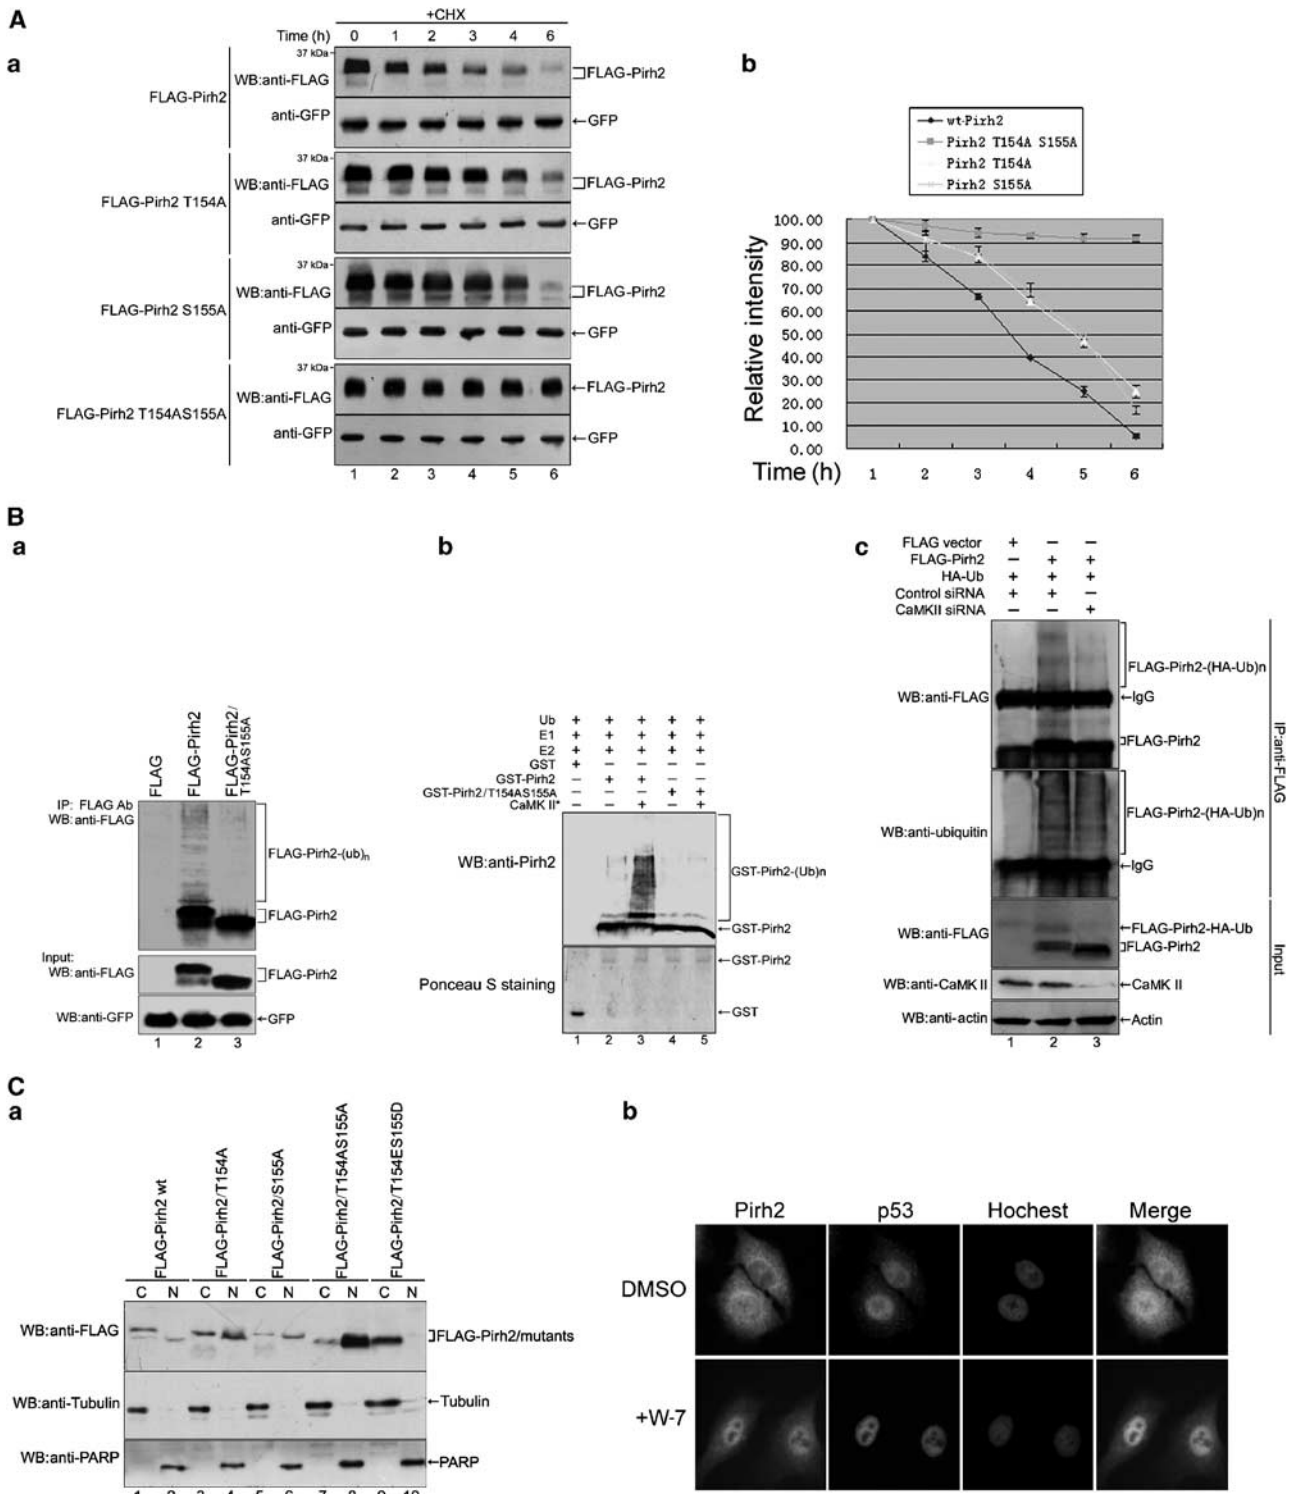 A
+CHX
Time (h) 0 1 2 3 4 6
a
37 kDa
WB:anti-FLAG
FLAG-Pirh2
FLAG-Pirh2
anti-GFP
←GFP
37 kDa
WB:anti-FLAG
FLAG-Pirh2
FLAG-Pirh2 T154A
anti-GFP
←GFP
37 kDa
WB:anti-FLAG
FLAG-Pirh2
FLAG-Pirh2 S155A
anti-GFP
←GFP
37 kDa
WB:anti-FLAG
←FLAG-Pirh2
FLAG-Pirh2 T154AS155A
anti-GFP
←GFP
1 2 3 4 5 6
b
wt-Pirh2
Pirh2 T154A S155A
Pirh2 T154A
Pirh2 S155A
Relative intensity
100.00
90.00
80.00
70.00
60.00
50.00
40.00
30.00
20.00
10.00
0.00
Time (h) 1 2 3 4 5 6
B
a
FLAG
FLAG-Pirh2
FLAG-Pirh2/
T154AS155A
IP: FLAG Ab
WB:anti-FLAG
FLAG-Pirh2-(ub)n
FLAG-Pirh2
Input:
WB:anti-FLAG
FLAG-Pirh2
WB:anti-GFP
←GFP
1 2 3
b
Ub + + + + +
E1 + + + + +
E2 + + + + +
GST + – – – –
GST-Pirh2 – + + – –
GST-Pirh2/T154AS155A – – – + +
CaMK II* – – + – +
WB:anti-Pirh2
GST-Pirh2-(Ub)n
←GST-Pirh2
Ponceau S staining
←GST-Pirh2
←GST
1 2 3 4 5
c
FLAG vector + – –
FLAG-Pirh2 – + +
HA-Ub + + +
Control siRNA + + –
CaMKII siRNA – – +
WB:anti-FLAG
FLAG-Pirh2-(HA-Ub)n
←IgG
FLAG-Pirh2
WB:anti-ubiquitin
FLAG-Pirh2-(HA-Ub)n
←IgG
IP:anti-FLAG
WB:anti-FLAG
←FLAG-Pirh2-HA-Ub
FLAG-Pirh2
WB:anti-CaMK II
←CaMK II
WB:anti-actin
←Actin
Input
1 2 3
C
a
FLAG-Pirh2 wt
FLAG-Pirh2/T154A
FLAG-Pirh2/S155A
FLAG-Pirh2/T154AS155A
FLAG-Pirh2/T154ES155D
C N C N C N C N C N
WB:anti-FLAG
FLAG-Pirh2/mutants
WB:anti-Tubulin
←Tubulin
WB:anti-PARP
←PARP
1 2 3 4 5 6 7 8 9 10
b
Pirh2 p53 Hochest Merge
DMSO
+W-7